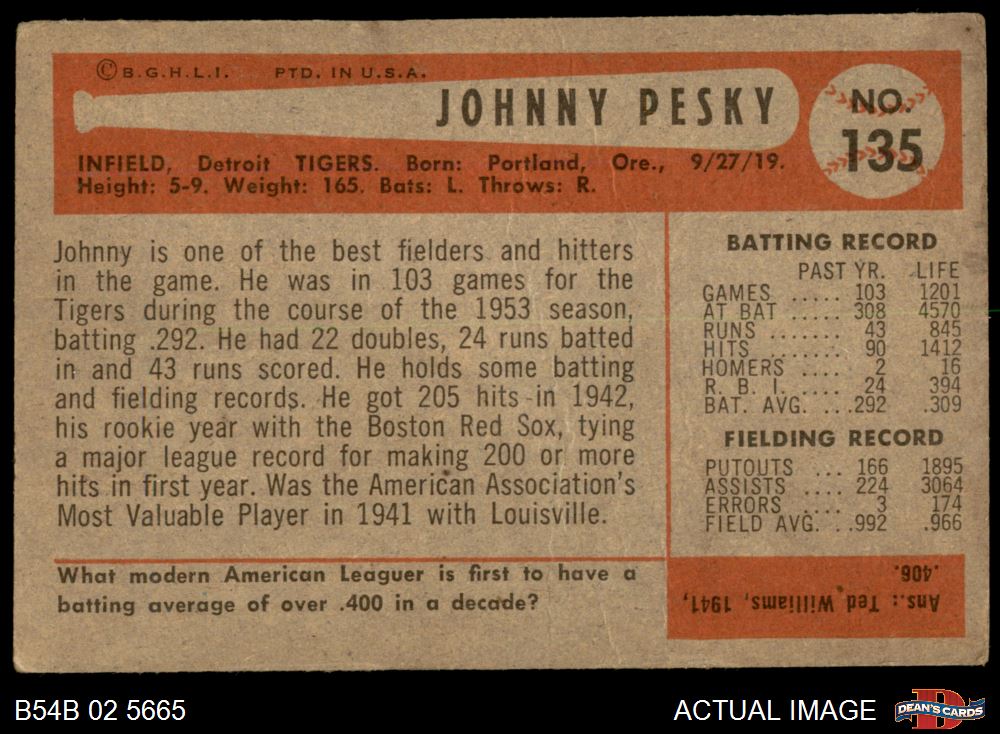 ©B.G.H.L.I. PTD. IN U.S.A.
JOHNNY PESKY
NO.
135
INFIELD, Detroit TIGERS. Born: Portland, Ore., 9/27/19.
Height: 5-9. Weight: 165. Bats: L. Throws: R.
Johnny is one of the best fielders and hitters
in the game. He was in 103 games for the
Tigers during the course of the 1953 season,
batting .292. He had 22 doubles, 24 runs batted
in and 43 runs scored. He holds some batting
and fielding records. He got 205 hits in 1942,
his rookie year with the Boston Red Sox, tying
a major league record for making 200 or more
hits in first year. Was the American Association's
Most Valuable Player in 1941 with Louisville.
BATTING RECORD
PAST YR. LIFE
GAMES ..... 103 1201
AT BAT ..... 308 4570
RUNS ....... 43 845
HITS ....... 90 1412
HOMERS .... 2 16
R. B. I. .... 24 394
BAT. AVG. ...292 .309
FIELDING RECORD
PUTOUTS ... 166 1895
ASSISTS .... 224 3064
ERRORS .... 3 174
FIELD AVG. ..992 .966
What modern American Leaguer is first to have a
batting average of over .400 in a decade?
Ans.: Ted Williams, 1941,
.406.
B54B 02 5665
ACTUAL IMAGE
DEAN'S CARDS